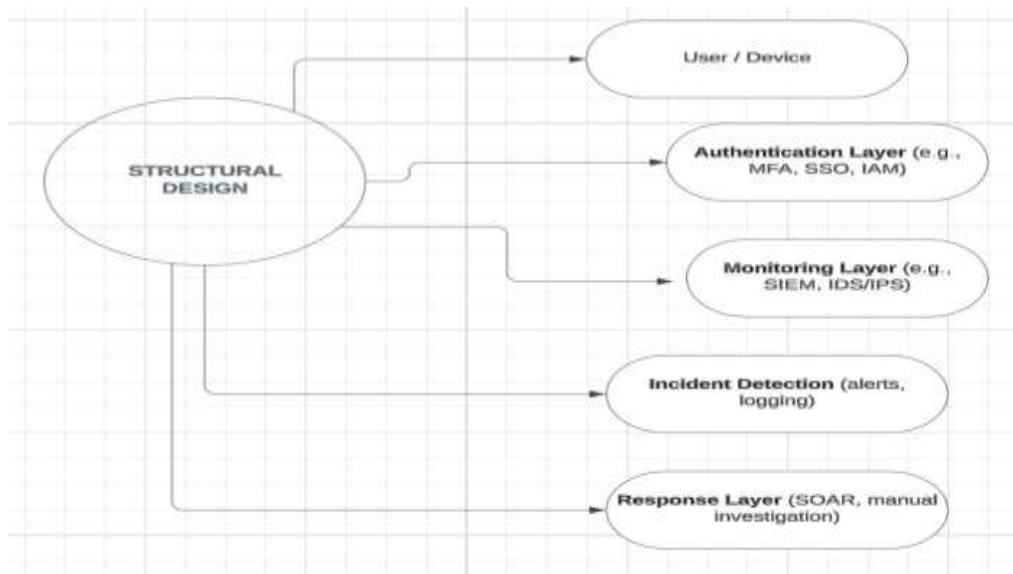 User / Device
STRUCTURAL
DESIGN
Authentication Layer (e.g.,
MFA, SSO, IAM)
Monitoring Layer (e.g.,
SIEM, IDS/IPS)
Incident Detection (alerts,
logging)
Response Layer (SOAR, manual
investigation)